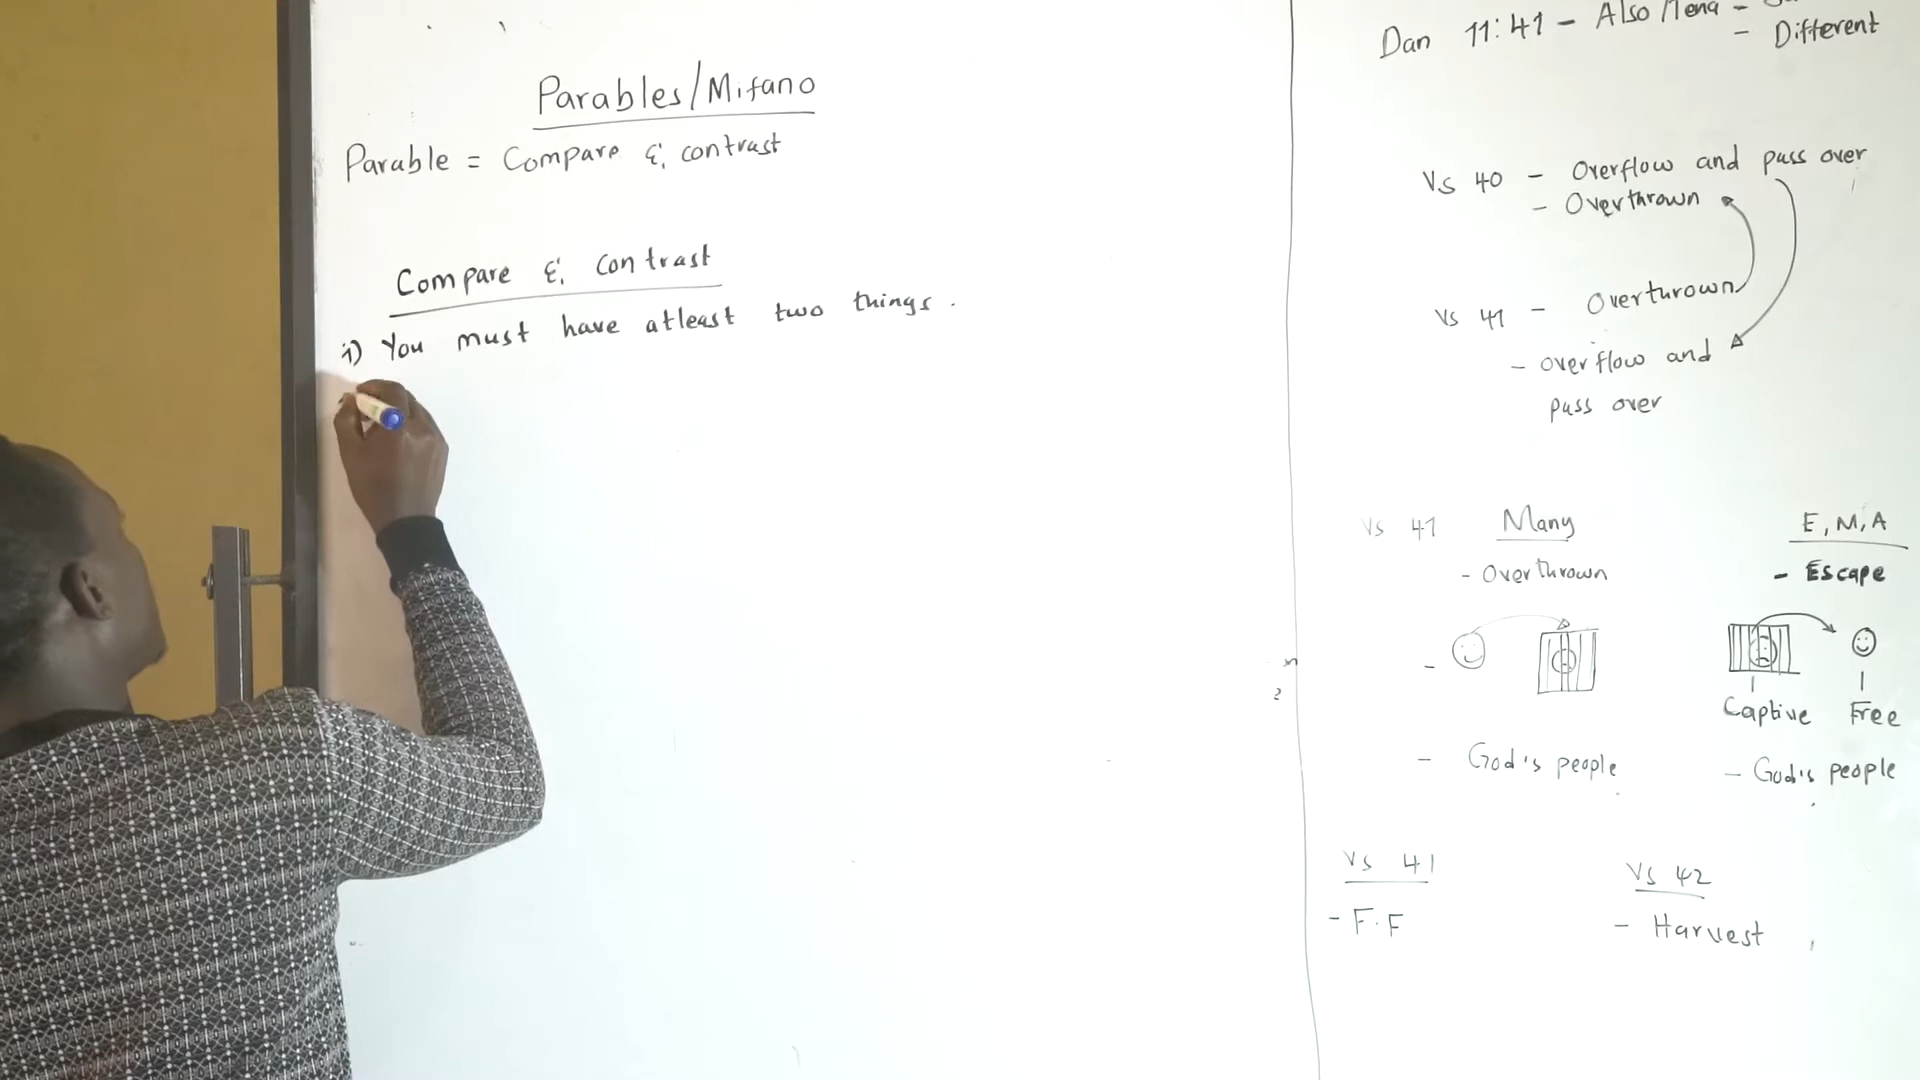 Parables/Mifano
Parable = Compare & contrast
Compare & contrast
i) You must have atleast two things.
Dan 11:41 - Also/Tena -
- Different
Vs 40 - Overflow and pass over
- Overthrown
Vs 41 - Overthrown
- overflow and
pass over
Vs 41 Many
- Overthrown
E, M, A
- Escape
Captive Free
- God's people
- God's people
Vs 41
- F.F
Vs 42
- Harvest